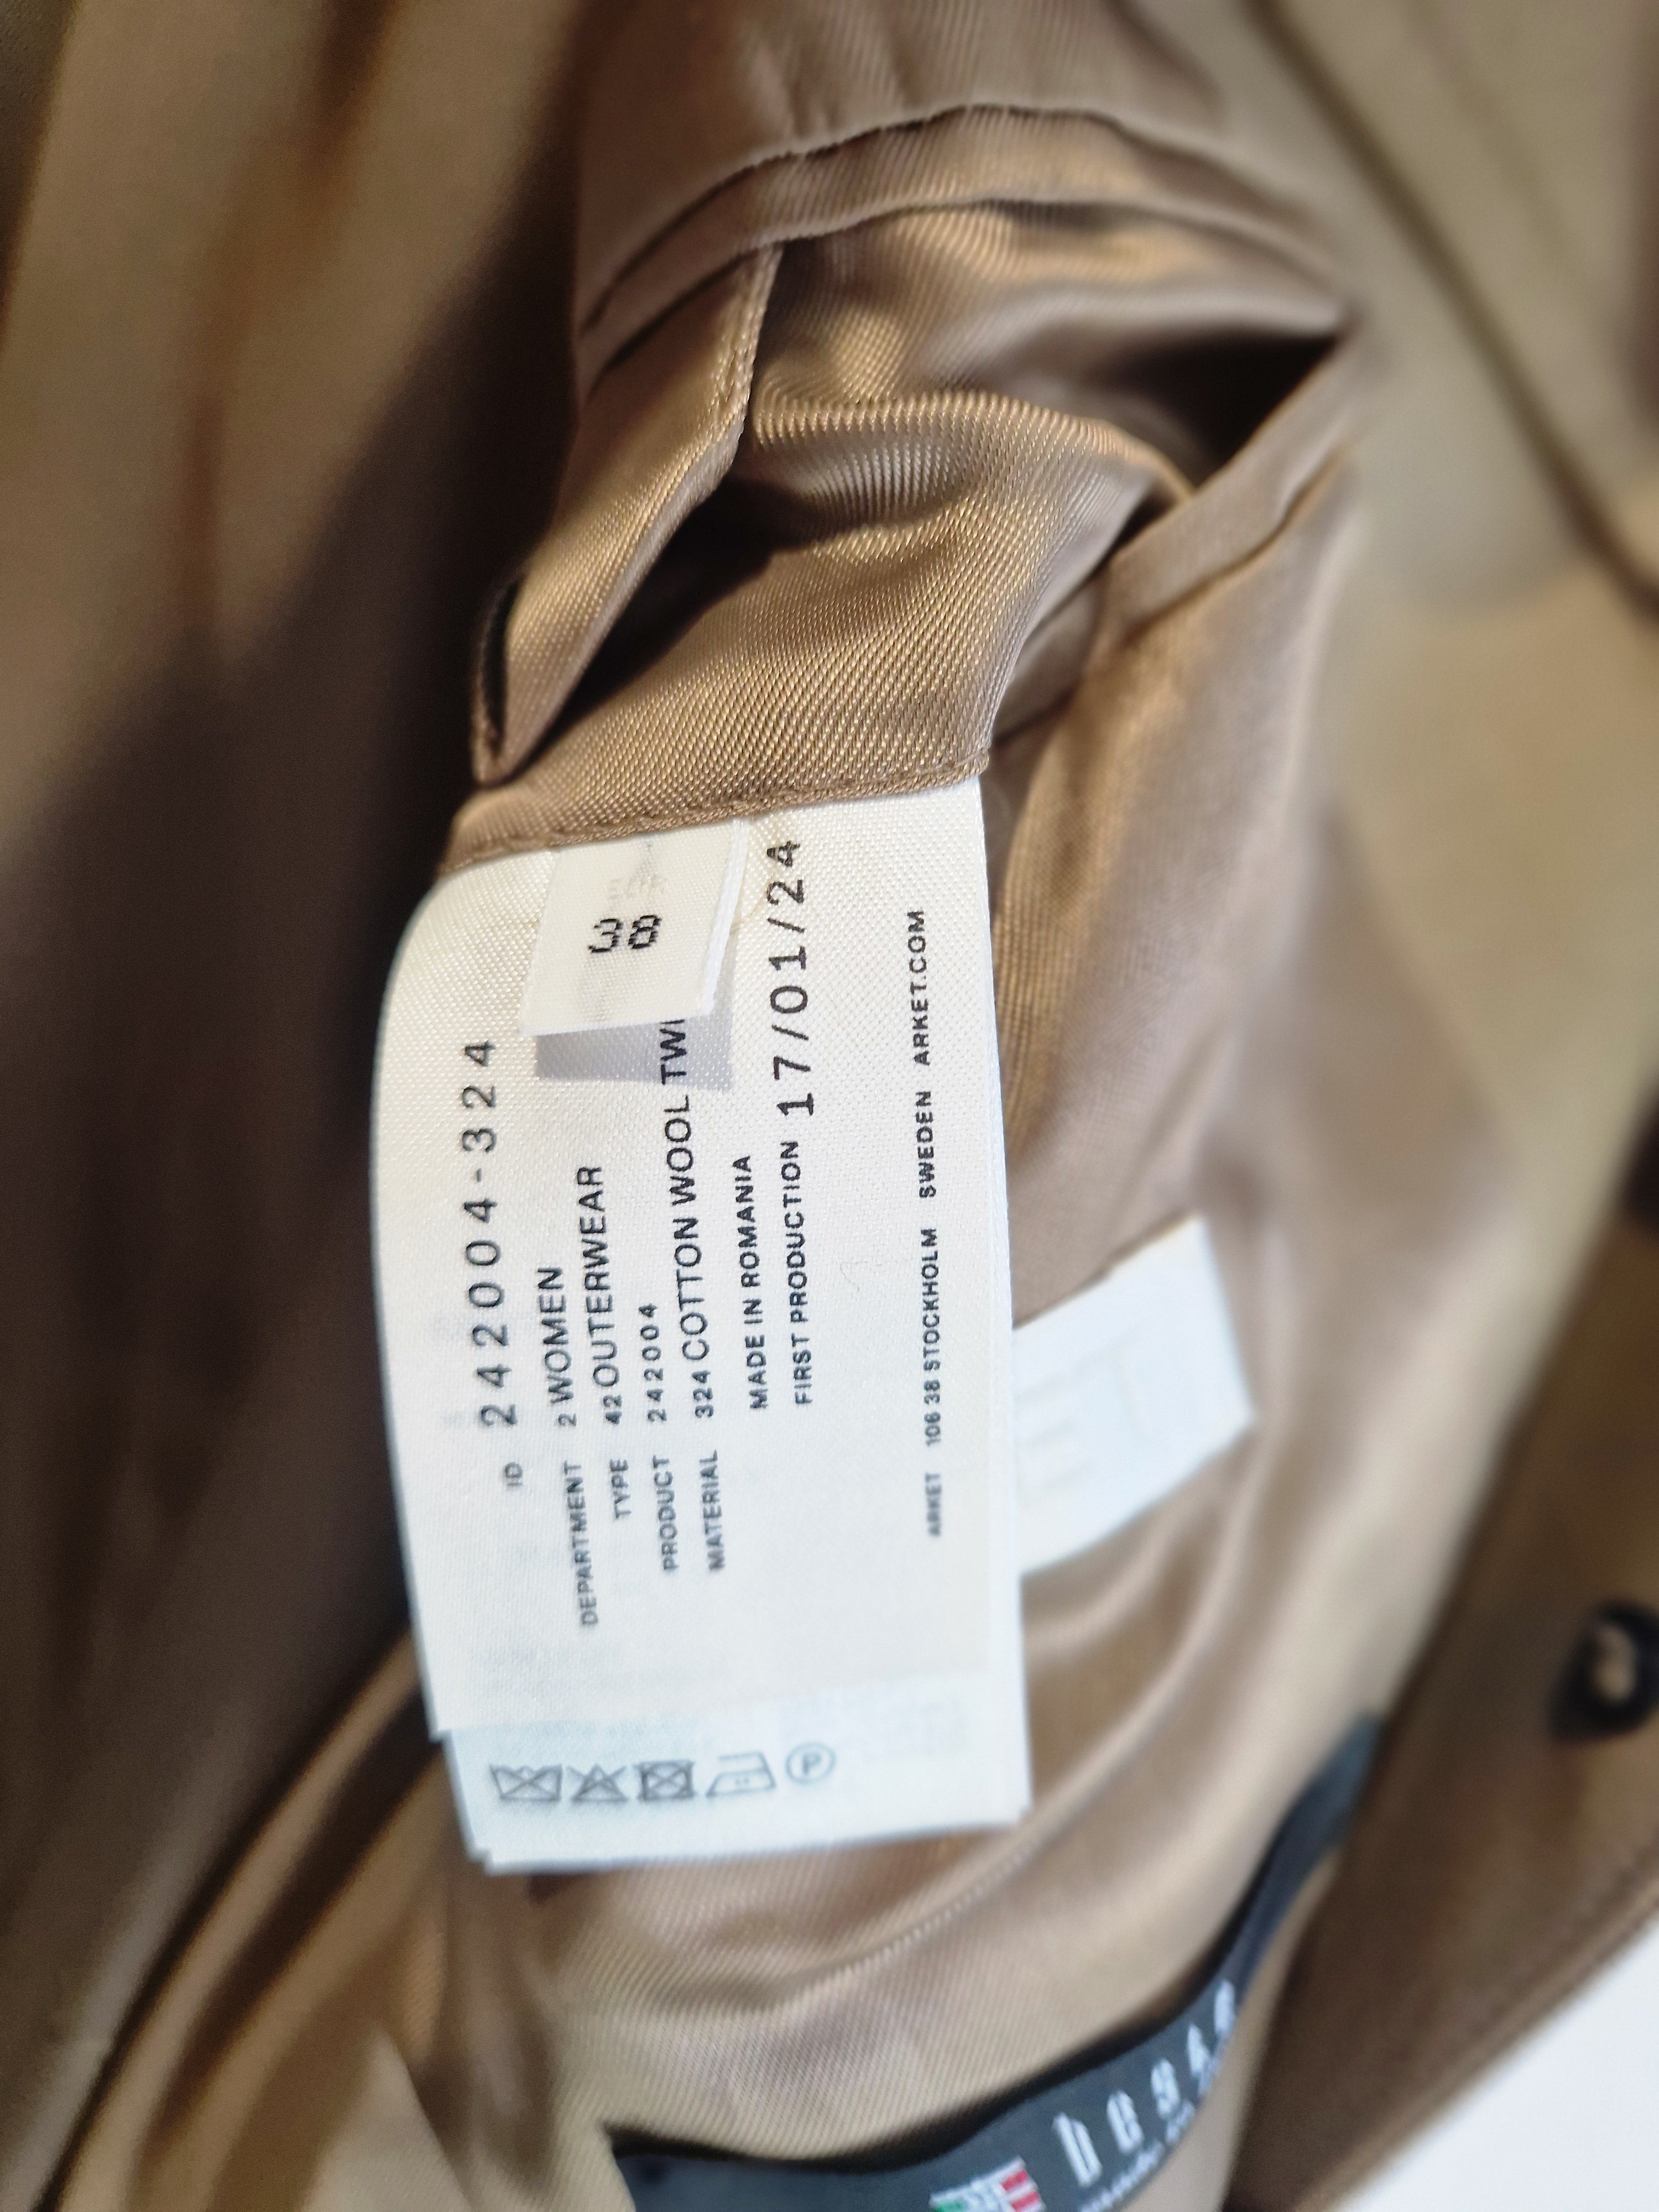 38
ID 242004-324
DEPARTMENT 2 WOMEN
TYPE 42 OUTERWEAR
PRODUCT 242004
MATERIAL 324 COTTON WOOL TWI
MADE IN ROMANIA
FIRST PRODUCTION 17/01/24
ARKET 106 38 STOCKHOLM SWEDEN ARKET.COM
P